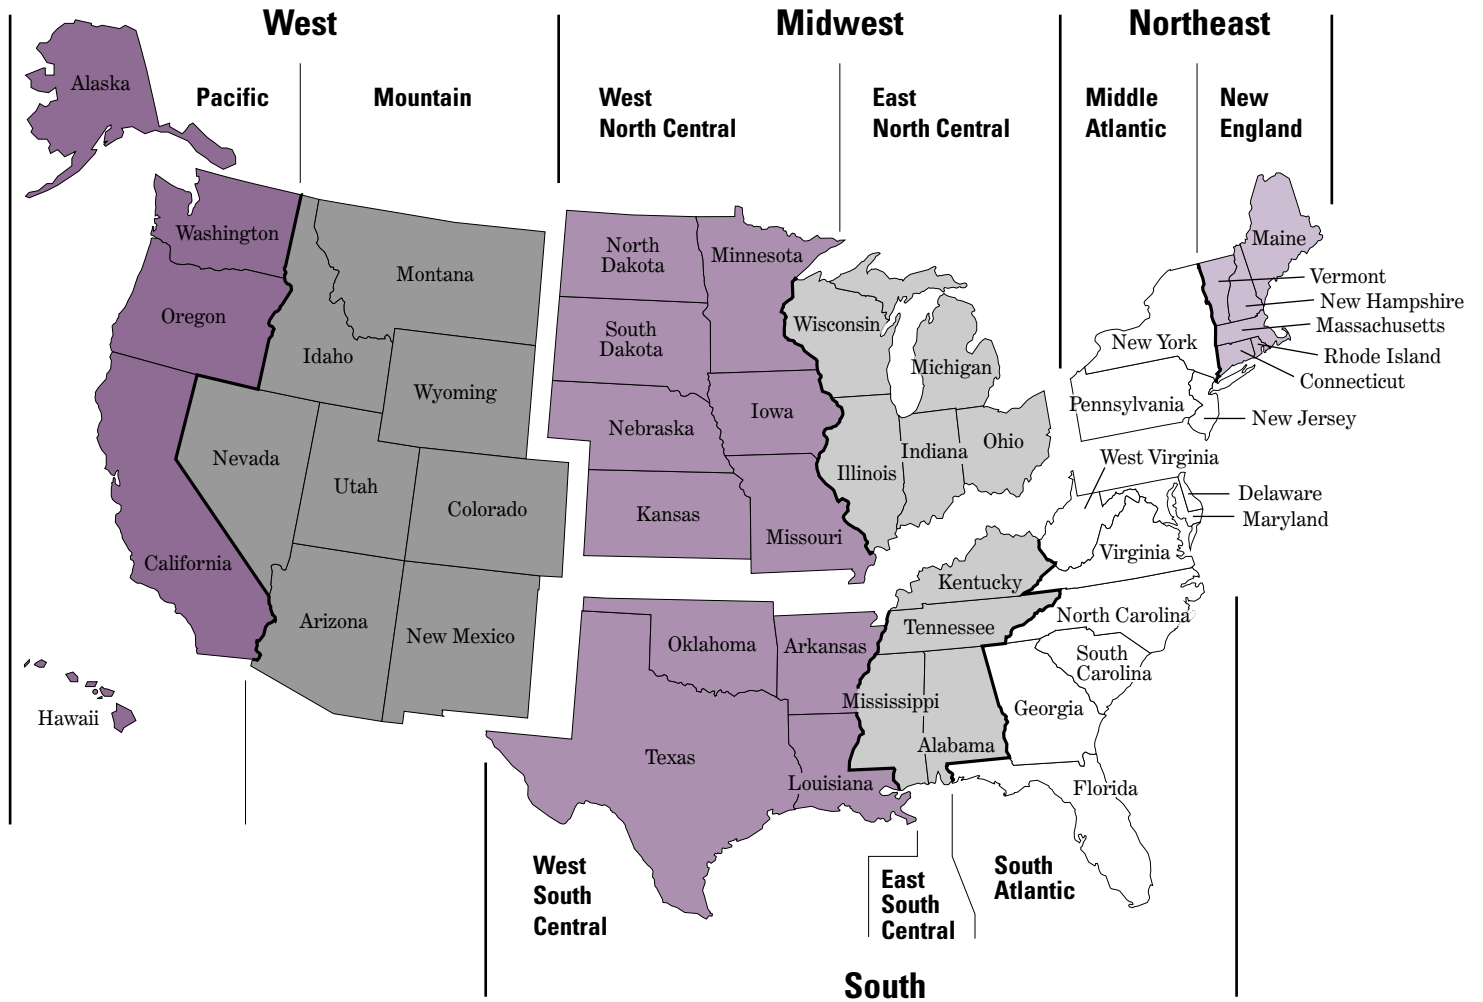 West
Midwest
Northeast
Pacific
Mountain
West
North Central
East
North Central
Middle
Atlantic
New
England
Alaska
Washington
Oregon
California
Hawaii
Montana
Idaho
Wyoming
Nevada
Utah
Colorado
Arizona
New Mexico
North
Dakota
Minnesota
South
Dakota
Nebraska
Iowa
Kansas
Missouri
Wisconsin
Michigan
Illinois
Indiana
Ohio
Maine
Vermont
New Hampshire
Massachusetts
Rhode Island
Connecticut
New York
Pennsylvania
New Jersey
West Virginia
Delaware
Maryland
Virginia
Kentucky
North Carolina
Tennessee
South
Carolina
Oklahoma
Arkansas
Mississippi
Georgia
Alabama
Texas
Louisiana
Florida
West
South
Central
East
South
Central
South
Atlantic
South